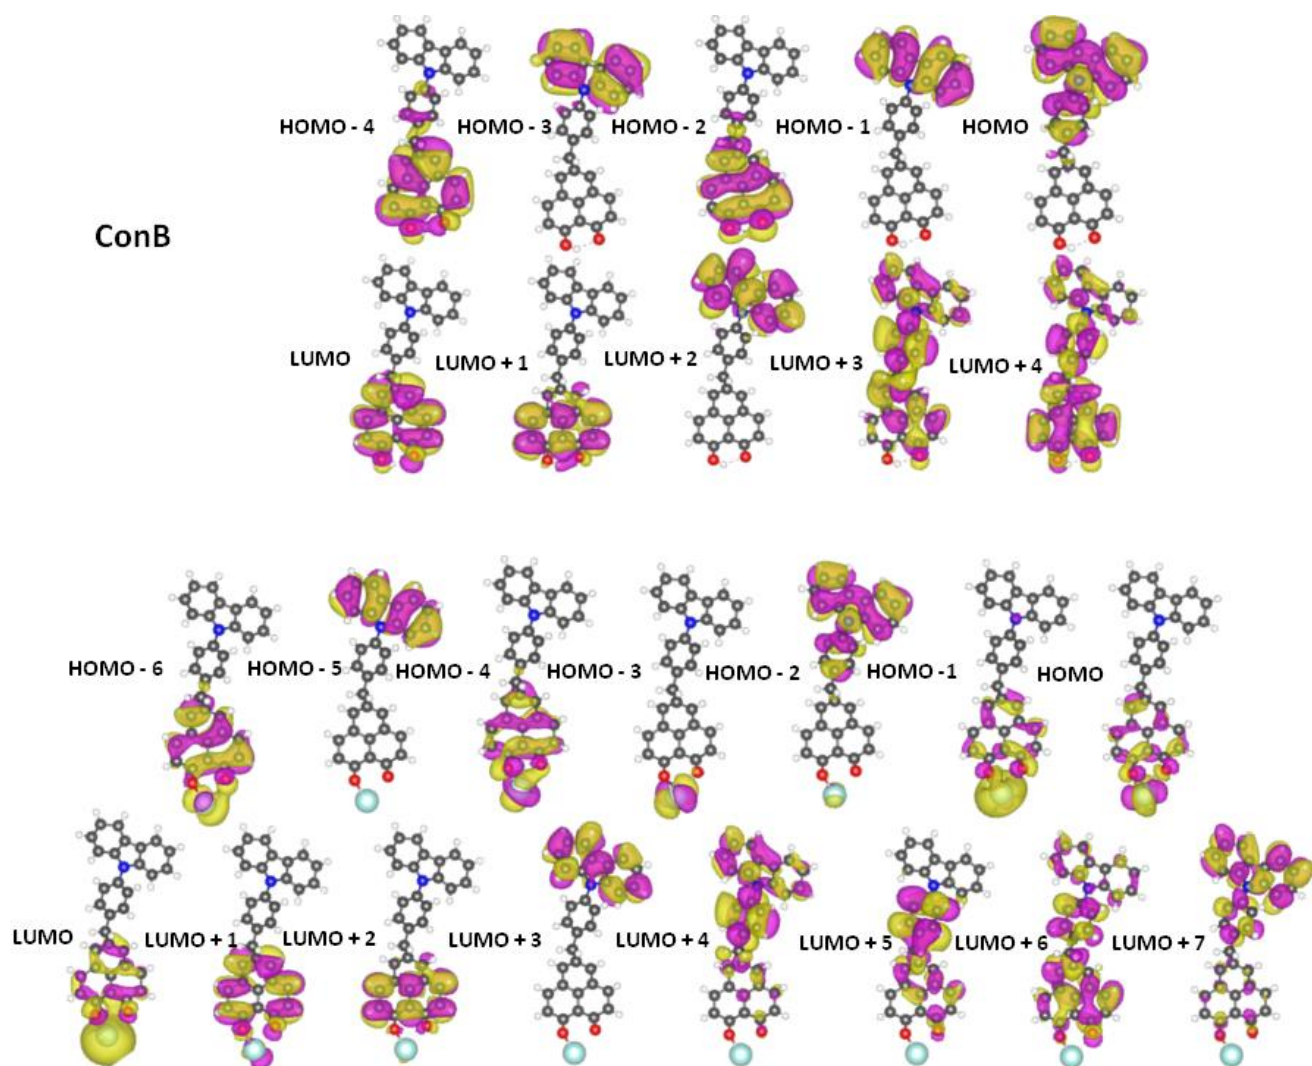 HOMO - 4 HOMO - 3 HOMO - 2 HOMO - 1 HOMO
ConB
LUMO LUMO + 1 LUMO + 2 LUMO + 3 LUMO + 4
HOMO - 6 HOMO - 5 HOMO - 4 HOMO - 3 HOMO - 2 HOMO -1 HOMO
LUMO LUMO + 1 LUMO + 2 LUMO + 3 LUMO + 4 LUMO + 5 LUMO + 6 LUMO + 7